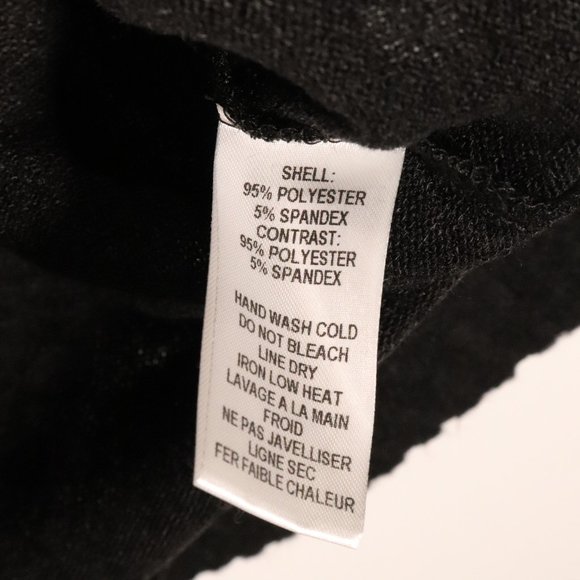 SHELL:
95% POLYESTER
5% SPANDEX
CONTRAST:
95% POLYESTER
5% SPANDEX
HAND WASH COLD
DO NOT BLEACH
LINE DRY
IRON LOW HEAT
LAVAGE A LA MAIN
FROID
NE PAS JAVELLISER
LIGNE SEC
FER FAIBLE CHALEUR